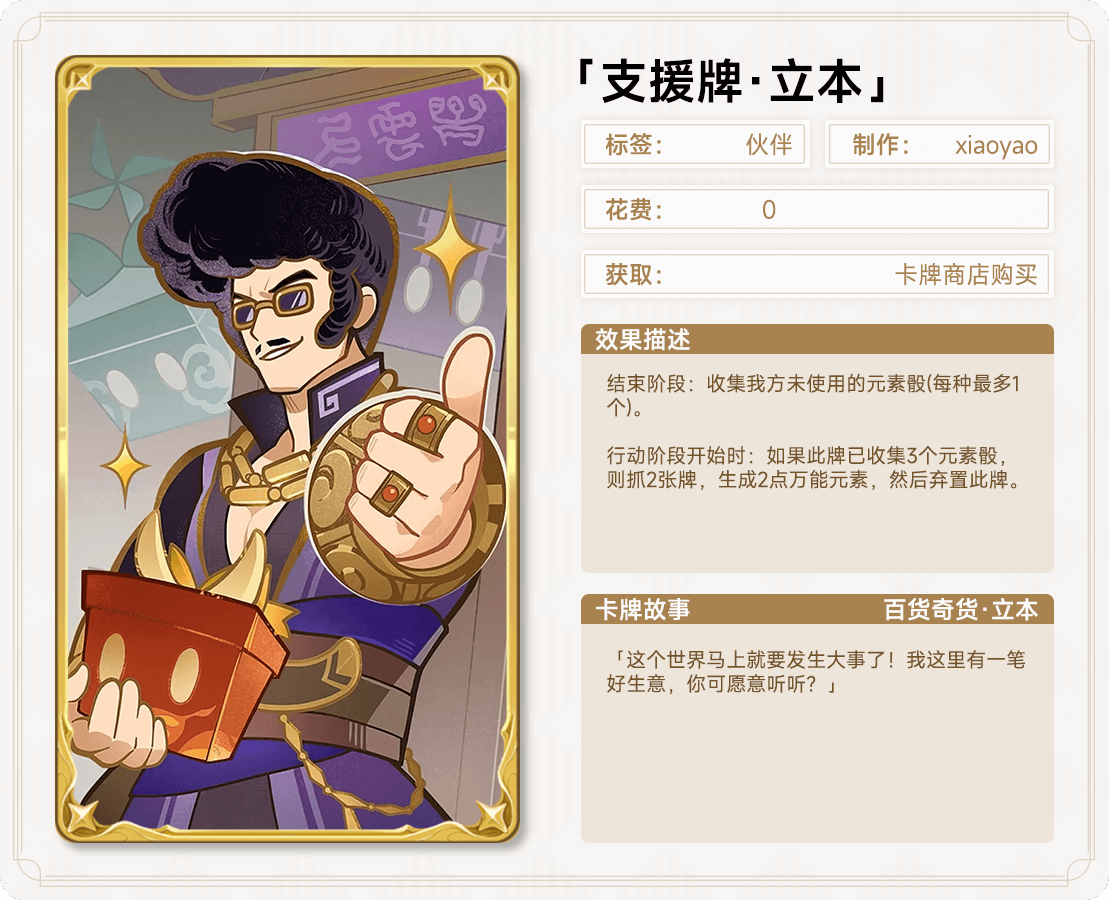 「支援牌·立本」
标签： 伙伴
制作： xiaoyao
花费： 0
获取： 卡牌商店购买
效果描述
结束阶段：收集我方未使用的元素骰(每种最多1
个)。
行动阶段开始时：如果此牌已收集3个元素骰，
则抓2张牌，生成2点万能元素，然后弃置此牌。
卡牌故事 百货奇货·立本
「这个世界马上就要发生大事了！我这里有一笔
好生意，你可愿意听听？」